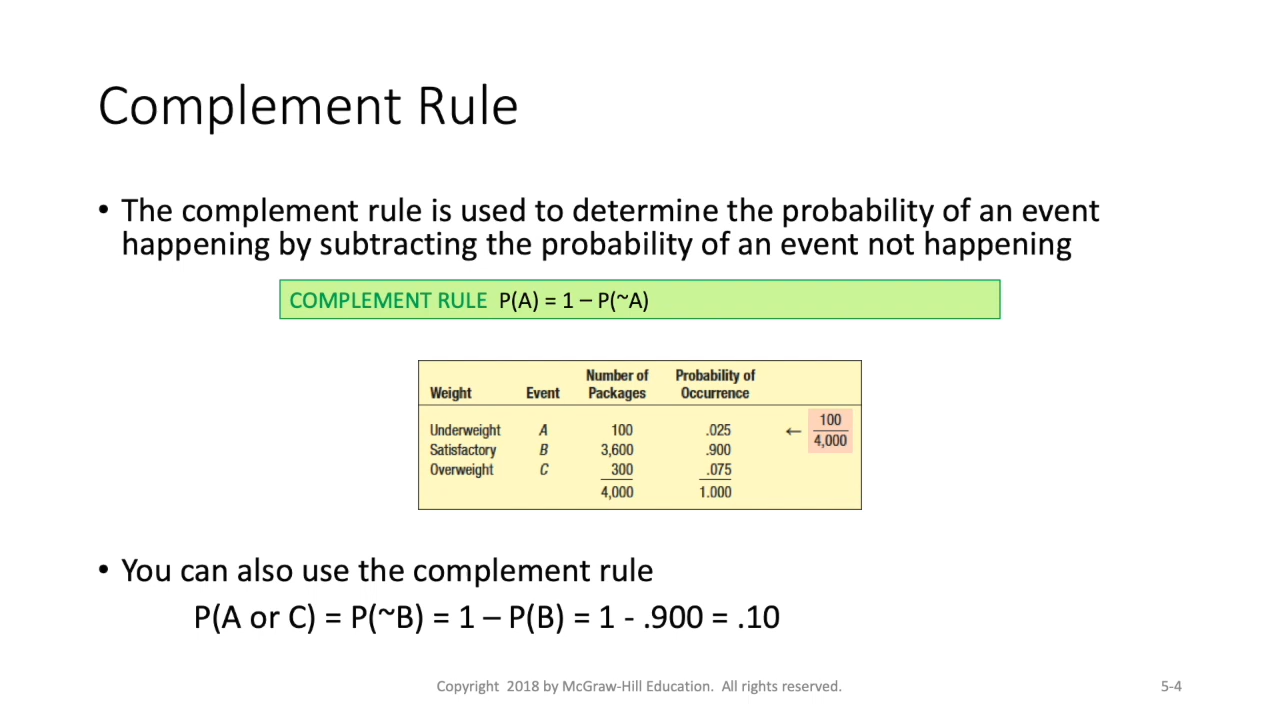 Complement Rule
• The complement rule is used to determine the probability of an event
happening by subtracting the probability of an event not happening
COMPLEMENT RULE P(A) = 1 – P(~A)
Number of Probability of
Weight Event Packages Occurrence
Underweight A 100 .025 ← 100/4,000
Satisfactory B 3,600 .900
Overweight C 300 .075
4,000 1.000
• You can also use the complement rule
P(A or C) = P(~B) = 1 – P(B) = 1 - .900 = .10
Copyright 2018 by McGraw-Hill Education. All rights reserved. 5-4